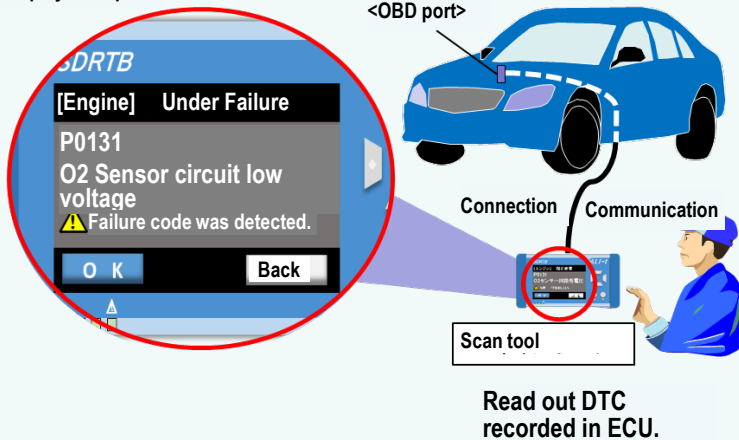 <OBD port>
SDRTB
[Engine] Under Failure
P0131
O2 Sensor circuit low
voltage
Failure code was detected.
O K
Back
Connection
Communication
P0131
Scan tool
Read out DTC
recorded in ECU.